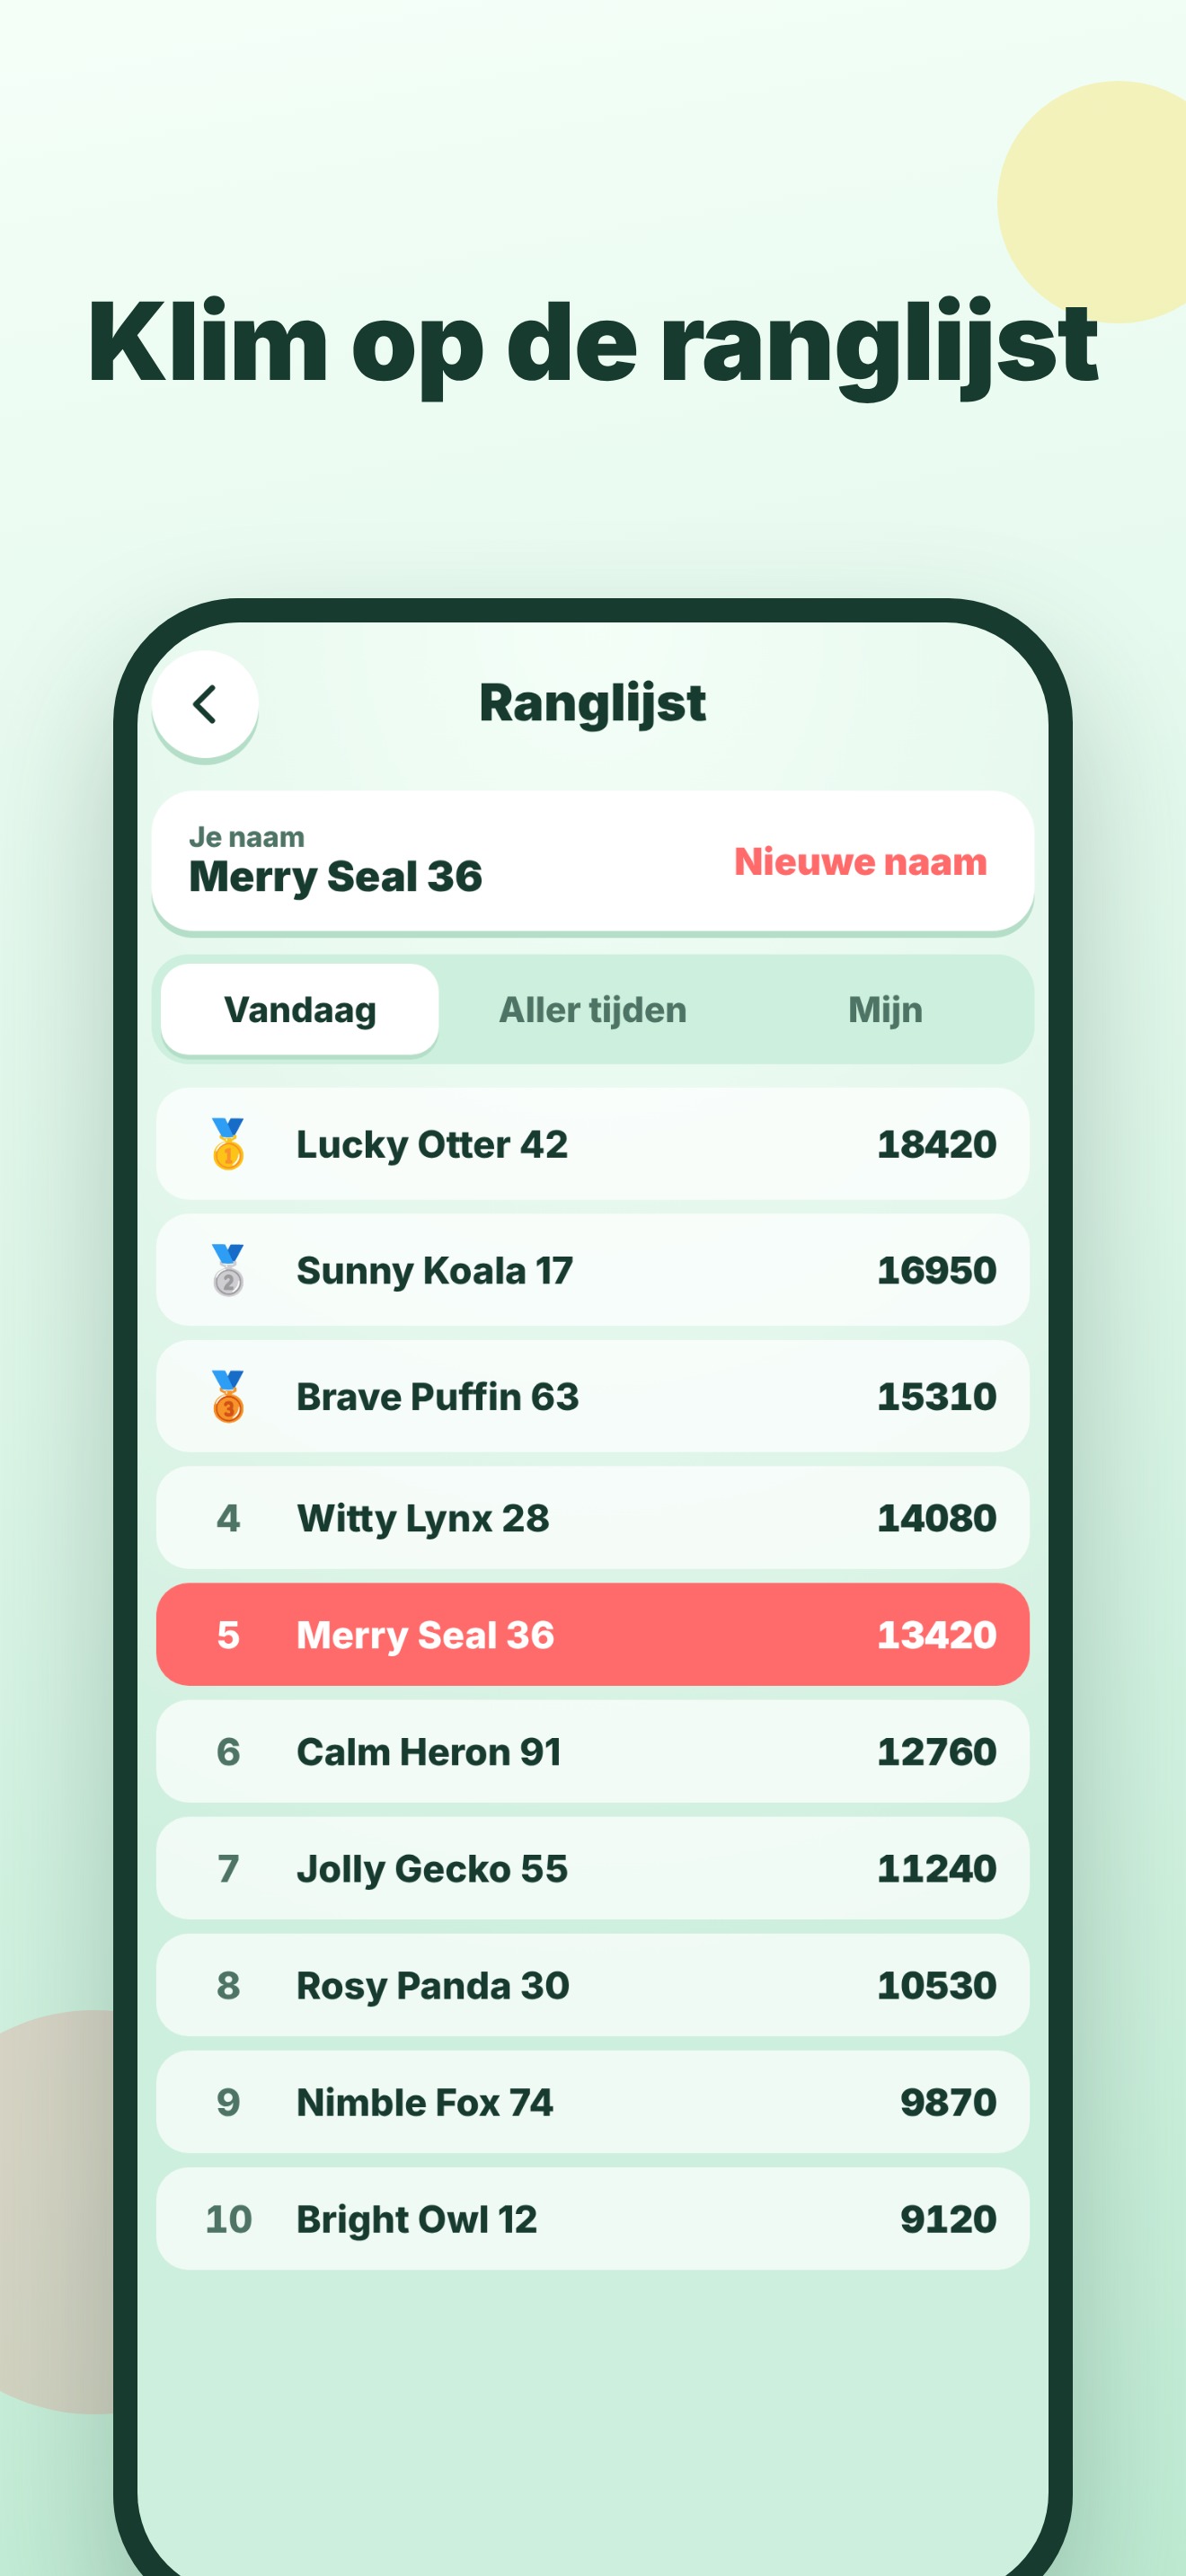 Klim op de ranglijst
Ranglijst
Je naam
Merry Seal 36
Nieuwe naam
Vandaag Aller tijden Mijn
1 Lucky Otter 42 18420
2 Sunny Koala 17 16950
3 Brave Puffin 63 15310
4 Witty Lynx 28 14080
5 Merry Seal 36 13420
6 Calm Heron 91 12760
7 Jolly Gecko 55 11240
8 Rosy Panda 30 10530
9 Nimble Fox 74 9870
10 Bright Owl 12 9120